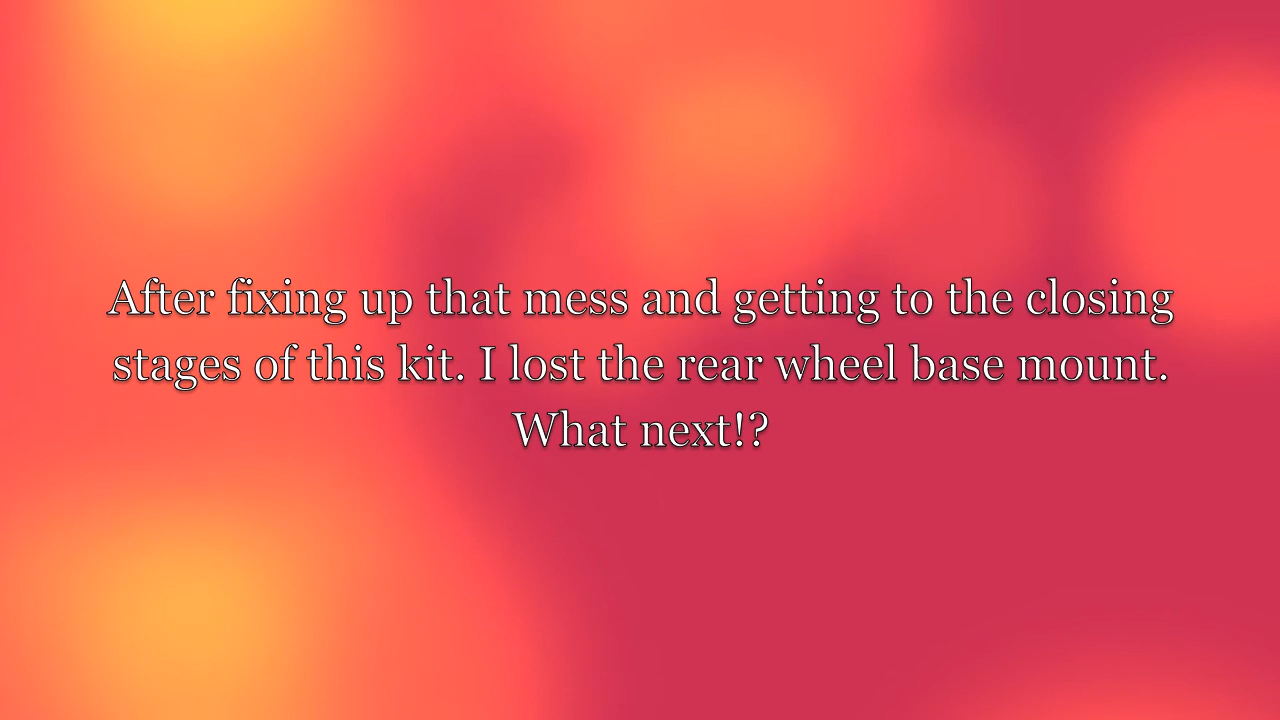 After fixing up that mess and getting to the closing
stages of this kit. I lost the rear wheel base mount.
What next!?